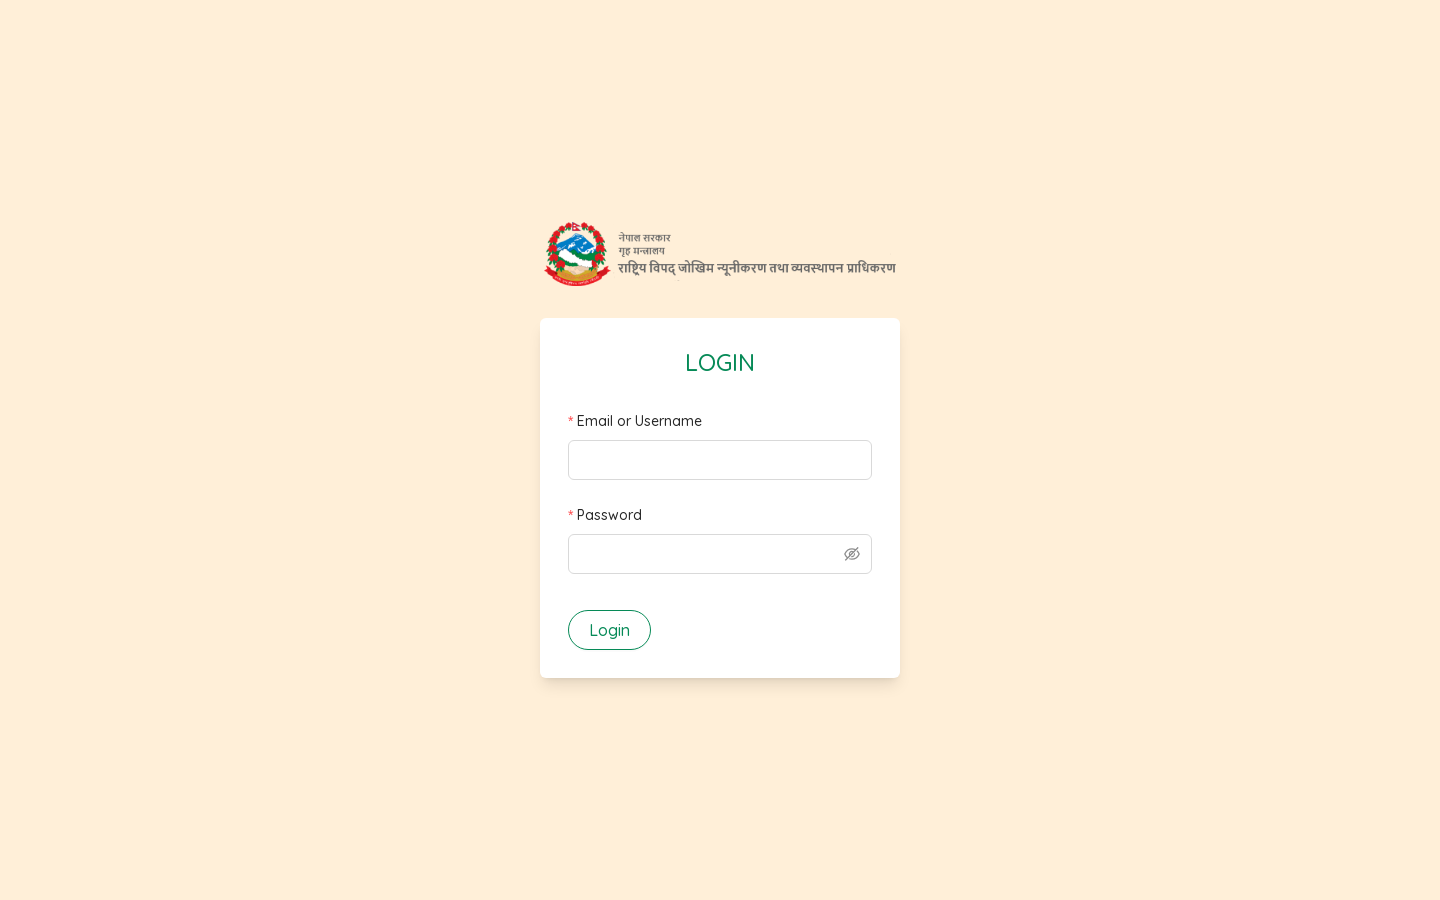 नेपाल सरकार
गृह मन्त्रालय
राष्ट्रिय विपद् जोखिम न्यूनीकरण तथा व्यवस्थापन प्राधिकरण
LOGIN
* Email or Username
* Password
Login